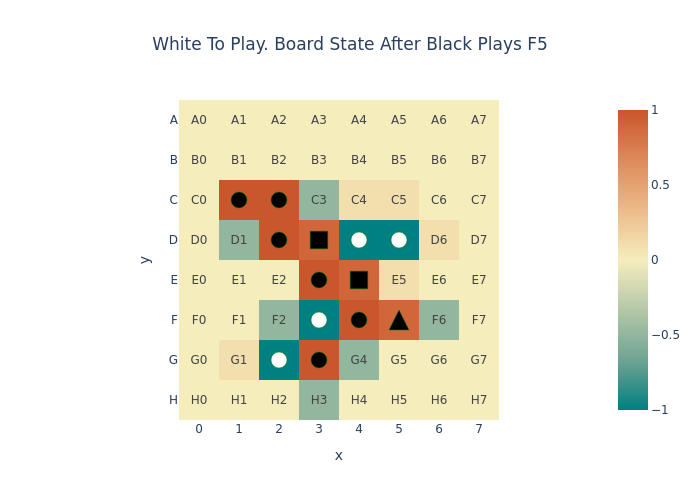 White To Play. Board State After Black Plays F5
A A0 A1 A2 A3 A4 A5 A6 A7
B B0 B1 B2 B3 B4 B5 B6 B7
C C0 C3 C4 C5 C6 C7
D D0 D1 D6 D7
E E0 E1 E2 E5 E6 E7
F F0 F1 F2 F6 F7
G G0 G1 G4 G5 G6 G7
H H0 H1 H2 H3 H4 H5 H6 H7
0 1 2 3 4 5 6 7
x
y
1
0.5
0
−0.5
−1